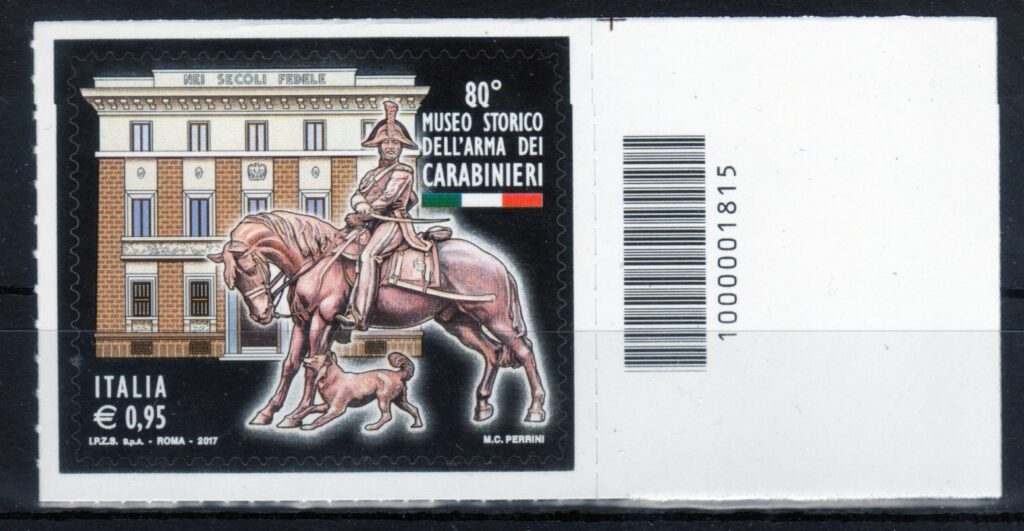 NEI SECOLI FEDELE
80°
MUSEO STORICO
DELL'ARMA DEI
CARABINIERI
ITALIA
€ 0,95
I.P.Z.S. S.p.A. - ROMA - 2017
M.C. PERRINI
1000001815